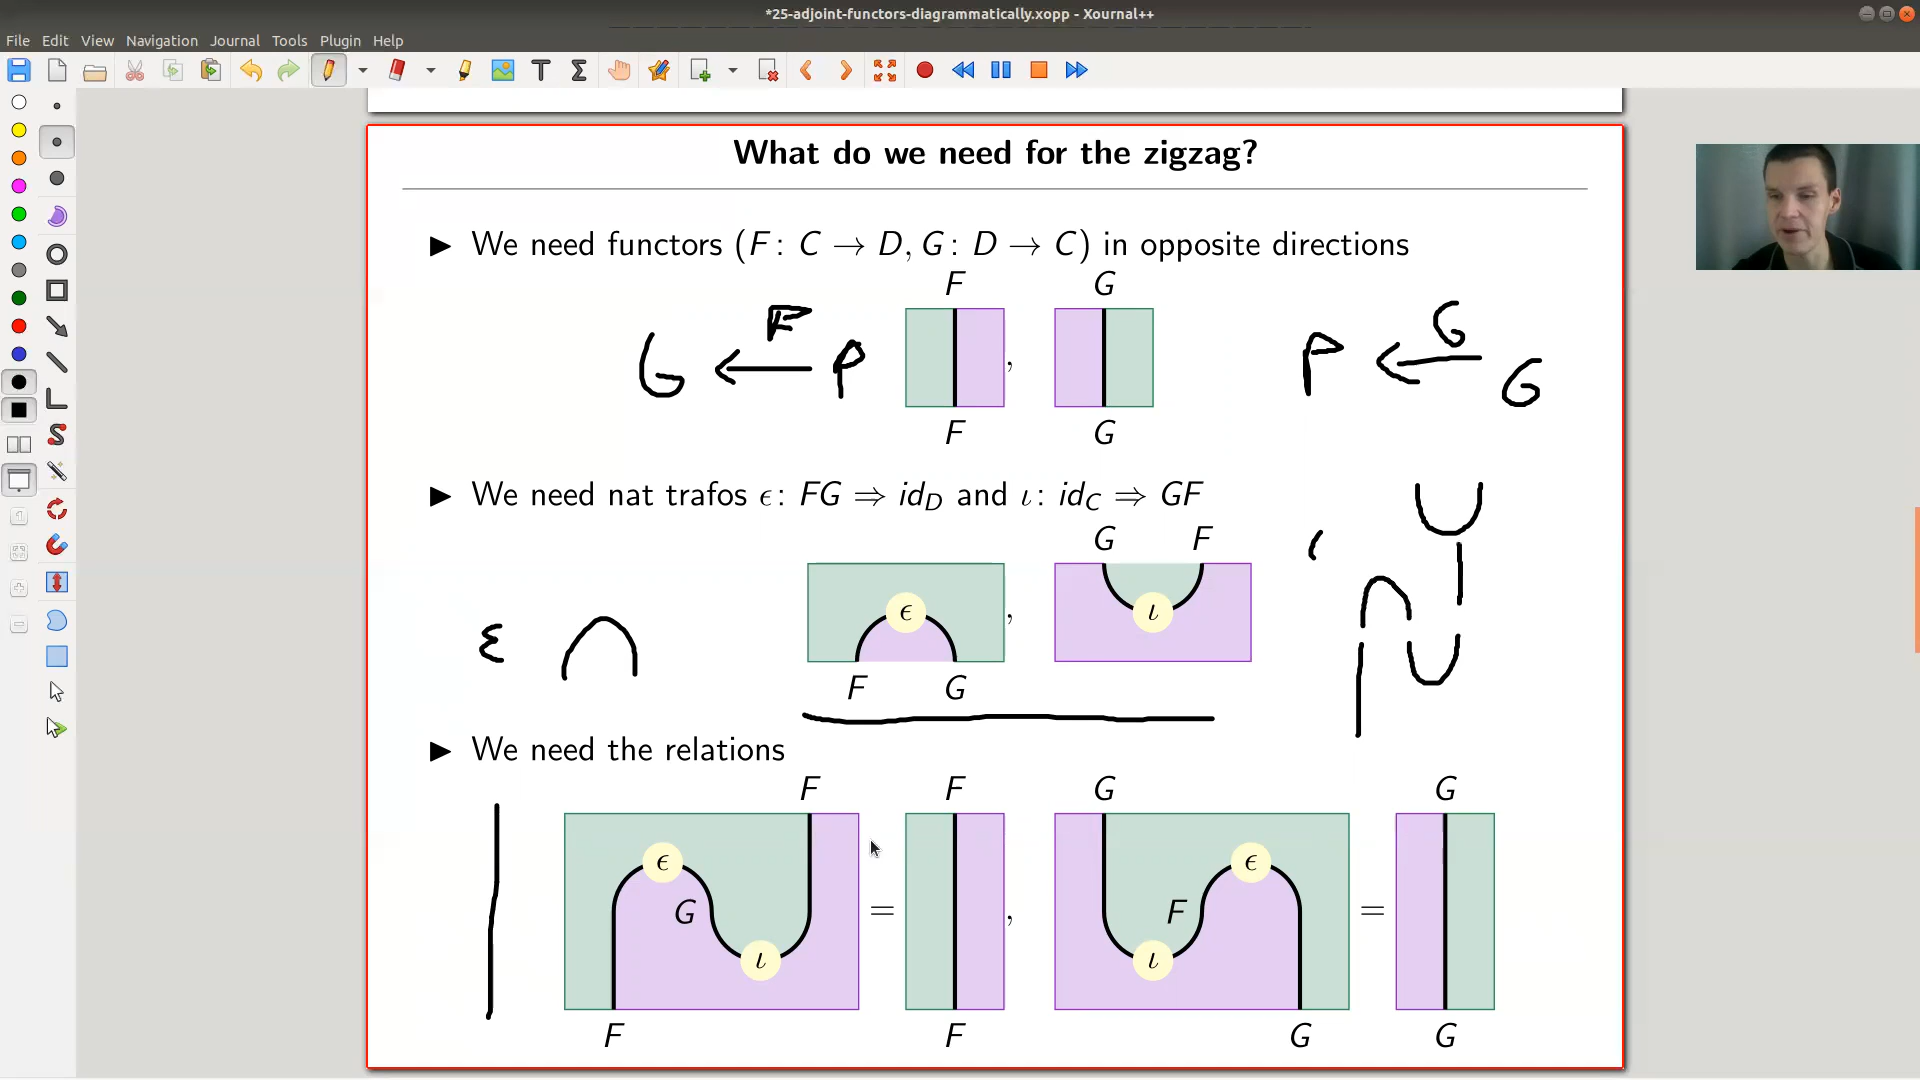 *25-adjoint-functors-diagrammatically.xopp - Xournal++
File Edit View Navigation Journal Tools Plugin Help
What do we need for the zigzag?
▶ We need functors (F: C → D, G: D → C) in opposite directions
F G
G ← P
F
,
P ← G
G
F G
▶ We need nat trafos ϵ: FG ⇒ id_D and ι: id_C ⇒ GF
G F
ϵ , ι
ε
ι
F G
▶ We need the relations
F F G G
ϵ ϵ
G = , F =
ι ι
F F G G